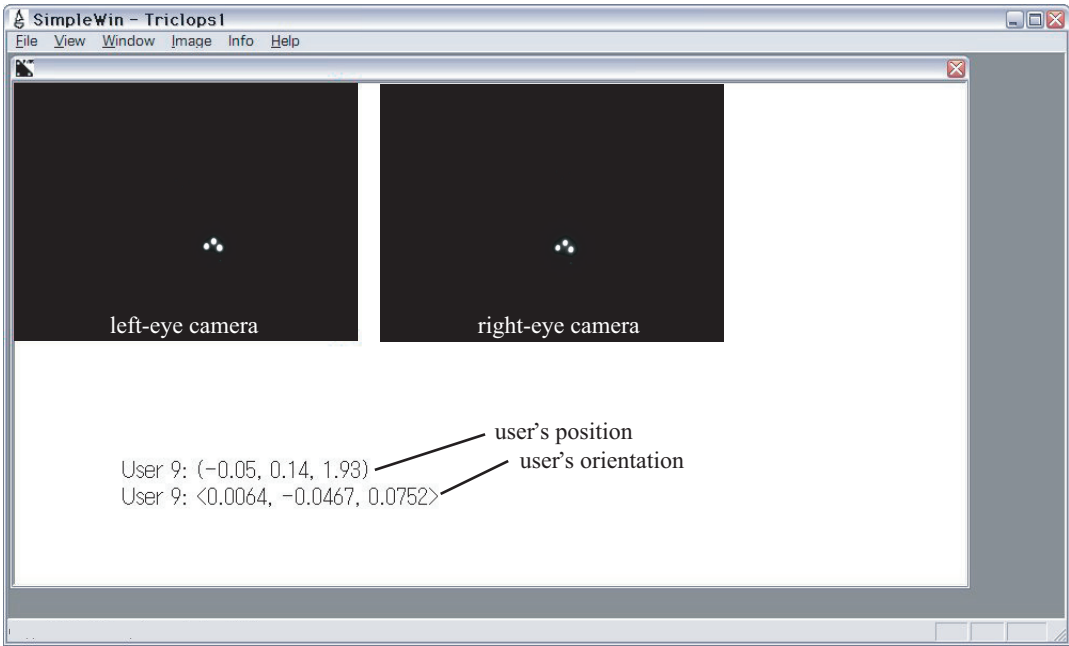 SimpleWin - Triclops1
File View Window Image Info Help
left-eye camera
right-eye camera
user's position
user's orientation
User 9: (-0.05, 0.14, 1.93)
User 9: <0.0064, -0.0467, 0.0752>